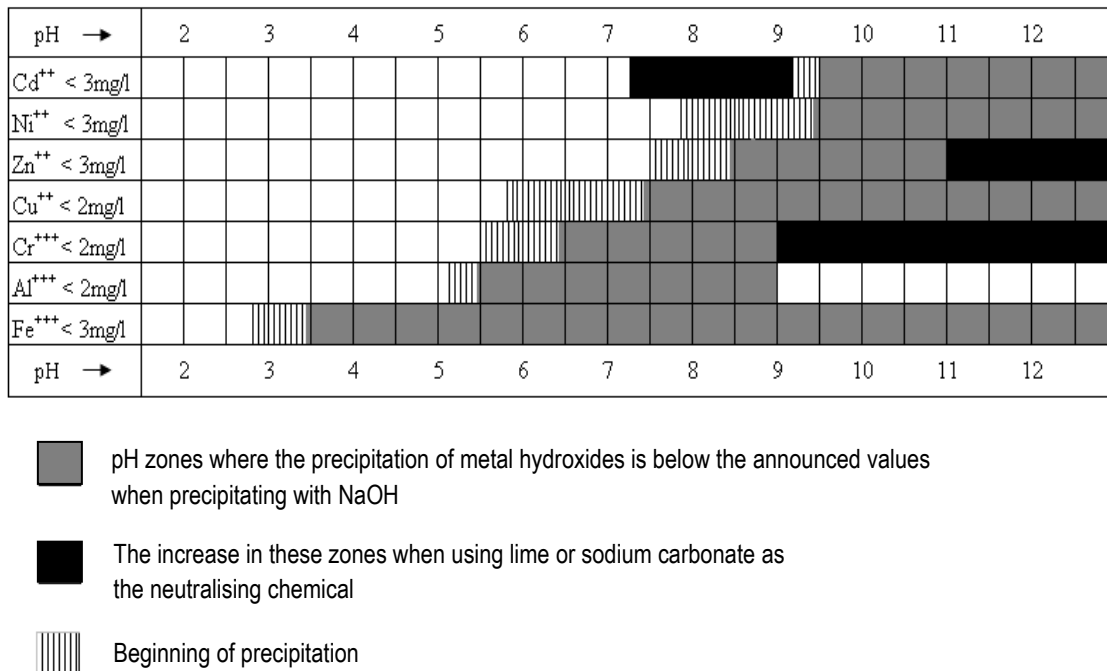 pH → 2 3 4 5 6 7 8 9 10 11 12
Cd++ < 3mg/l
Ni++ < 3mg/l
Zn++ < 3mg/l
Cu++ < 2mg/l
Cr+++ < 2mg/l
Al+++ < 2mg/l
Fe+++ < 3mg/l
pH → 2 3 4 5 6 7 8 9 10 11 12
pH zones where the precipitation of metal hydroxides is below the announced values
when precipitating with NaOH
The increase in these zones when using lime or sodium carbonate as
the neutralising chemical
Beginning of precipitation